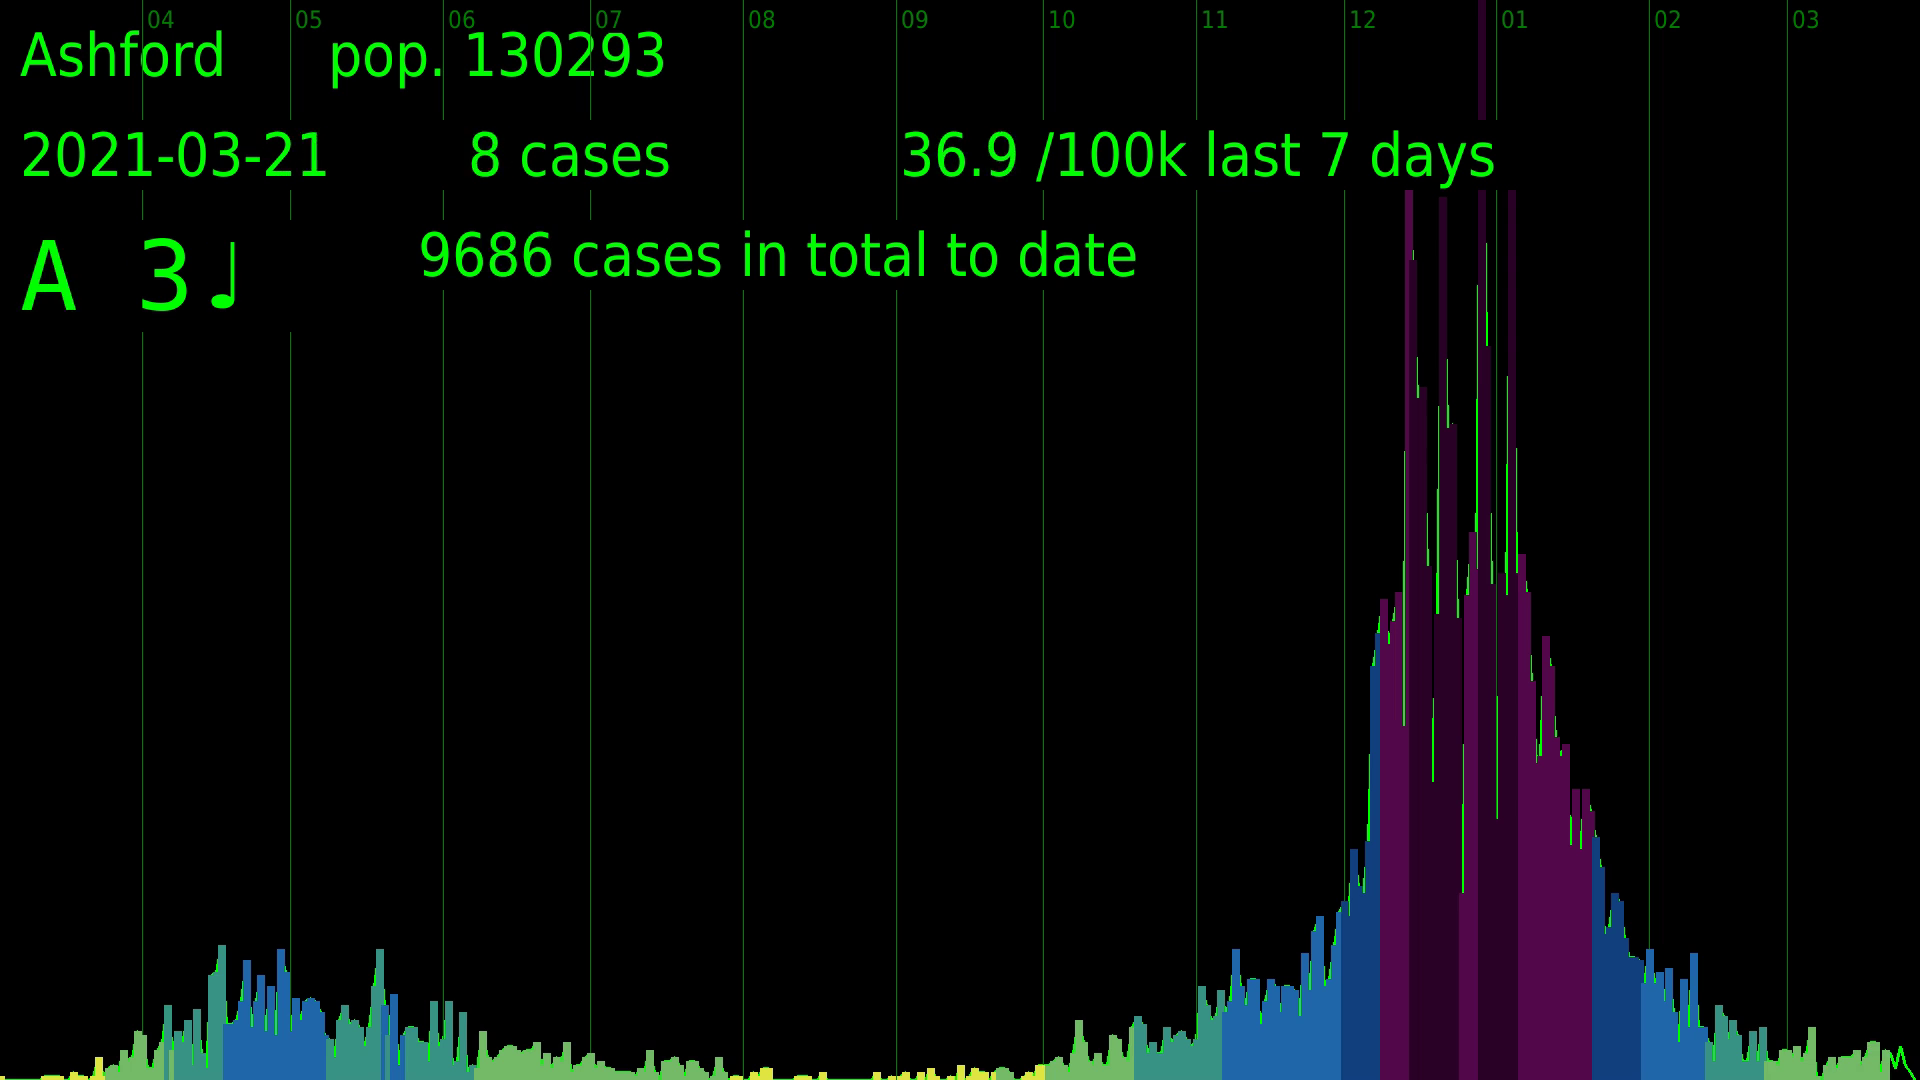 04 05 06 07 08 09 10 11 12 01 02 03
Ashford pop. 130293
2021-03-21 8 cases 36.9 /100k last 7 days
A 3♩ 9686 cases in total to date